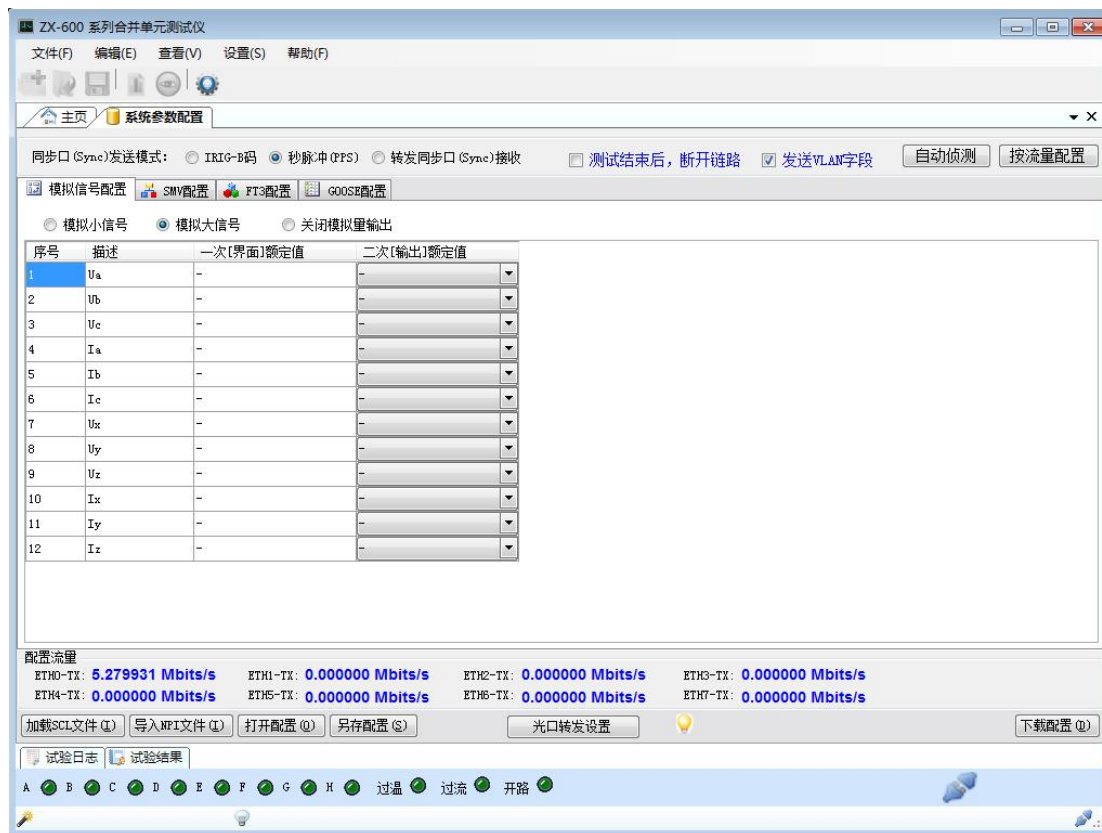 ZX-600 系列合并单元测试仪
文件(F) 编辑(E) 查看(V) 设置(S) 帮助(F)
主页 系统参数配置
同步口(Sync)发送模式: IRIG-B码 秒脉冲(PPS) 转发同步口(Sync)接收 测试结束后，断开链路 发送VLAN字段 自动侦测 按流量配置
模拟信号配置 SMV配置 FT3配置 GOOSE配置
模拟小信号 模拟大信号 关闭模拟量输出
序号 描述 一次[界面]额定值 二次[输出]额定值
1 Ua - -
2 Ub - -
3 Uc - -
4 Ia - -
5 Ib - -
6 Ic - -
7 Ux - -
8 Uy - -
9 Uz - -
10 Ix - -
11 Iy - -
12 Iz - -
配置流量
ETH0-TX: 5.279931 Mbits/s ETH1-TX: 0.000000 Mbits/s ETH2-TX: 0.000000 Mbits/s ETH3-TX: 0.000000 Mbits/s
ETH4-TX: 0.000000 Mbits/s ETH5-TX: 0.000000 Mbits/s ETH6-TX: 0.000000 Mbits/s ETH7-TX: 0.000000 Mbits/s
加载SCL文件(I) 导入NPI文件(I) 打开配置(O) 另存配置(S) 光口转发设置 下载配置(D)
试验日志 试验结果
A B C D E F G H 过温 过流 开路